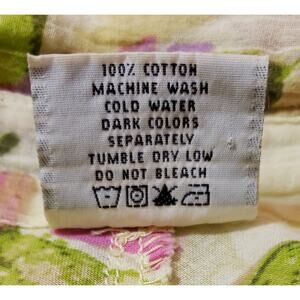 100% COTTON
MACHINE WASH
COLD WATER
DARK COLORS
SEPARATELY
TUMBLE DRY LOW
DO NOT BLEACH